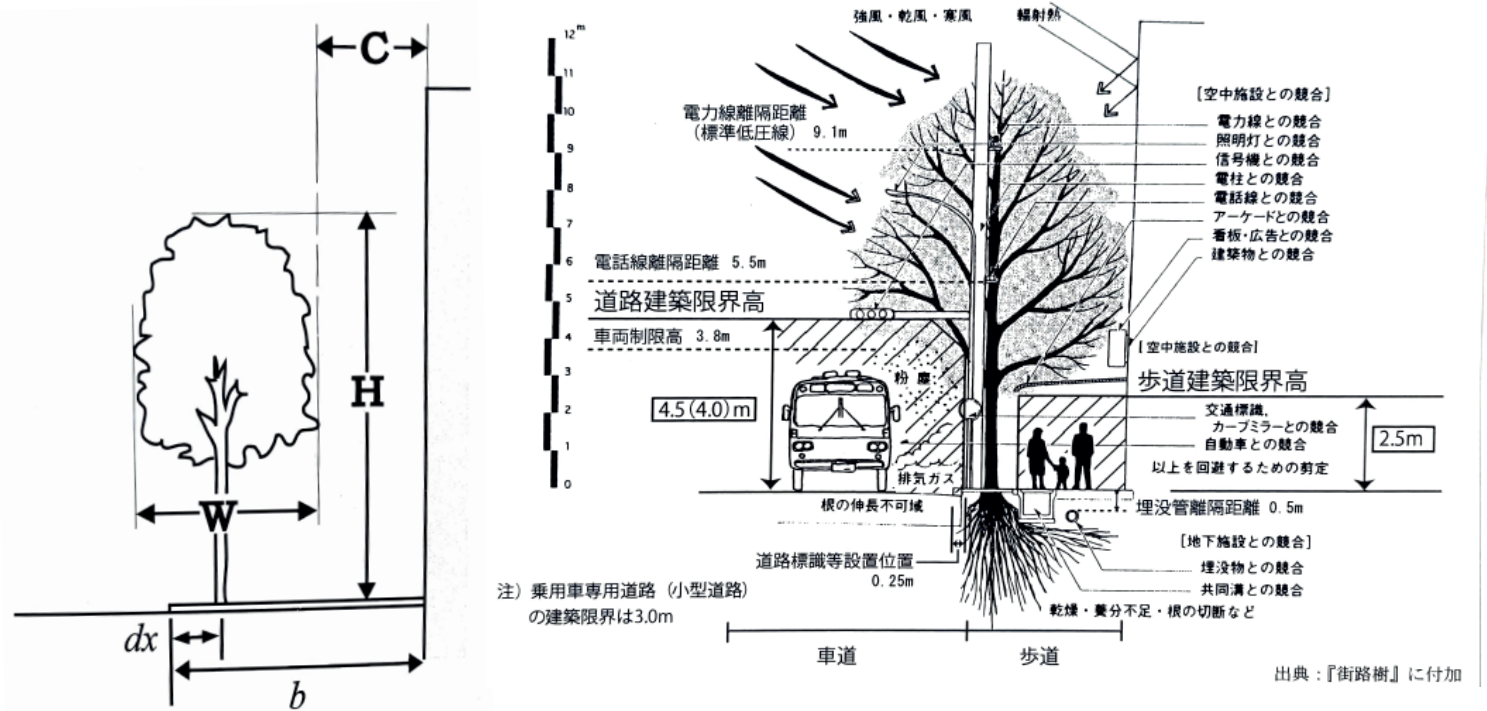 C
H
W
dx
b
強風・乾風・寒風
輻射熱
12m
11
10
9
8
7
6
5
4
3
2
1
0
電力線離隔距離
(標準低圧線) 9.1m
電話線離隔距離 5.5m
道路建築限界高
車両制限高 3.8m
粉塵
4.5(4.0)m
排気ガス
根の伸長不可域
道路標識等設置位置
0.25m
注)乗用車専用道路(小型道路)
の建築限界は3.0m
車道
歩道
[空中施設との競合]
電力線との競合
照明灯との競合
信号機との競合
電柱との競合
電話線との競合
アーケードとの競合
看板・広告との競合
建築物との競合
[空中施設との競合]
歩道建築限界高
交通標識,
カーブミラーとの競合
自動車との競合
以上を回避するための剪定
2.5m
埋没管離隔距離 0.5m
[地下施設との競合]
埋没物との競合
共同溝との競合
乾燥・養分不足・根の切断など
出典:『街路樹』に付加